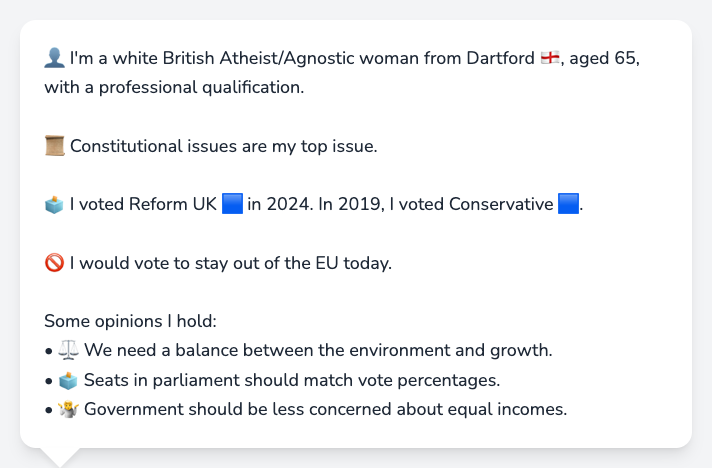 👤 I'm a white British Atheist/Agnostic woman from Dartford 🏴󠁧󠁢󠁥󠁮󠁧󠁿, aged 65,
with a professional qualification.
📜 Constitutional issues are my top issue.
🗳️ I voted Reform UK 🟦 in 2024. In 2019, I voted Conservative 🟦.
🚫 I would vote to stay out of the EU today.
Some opinions I hold:
• ⚖️ We need a balance between the environment and growth.
• 🗳️ Seats in parliament should match vote percentages.
• 🤷 Government should be less concerned about equal incomes.